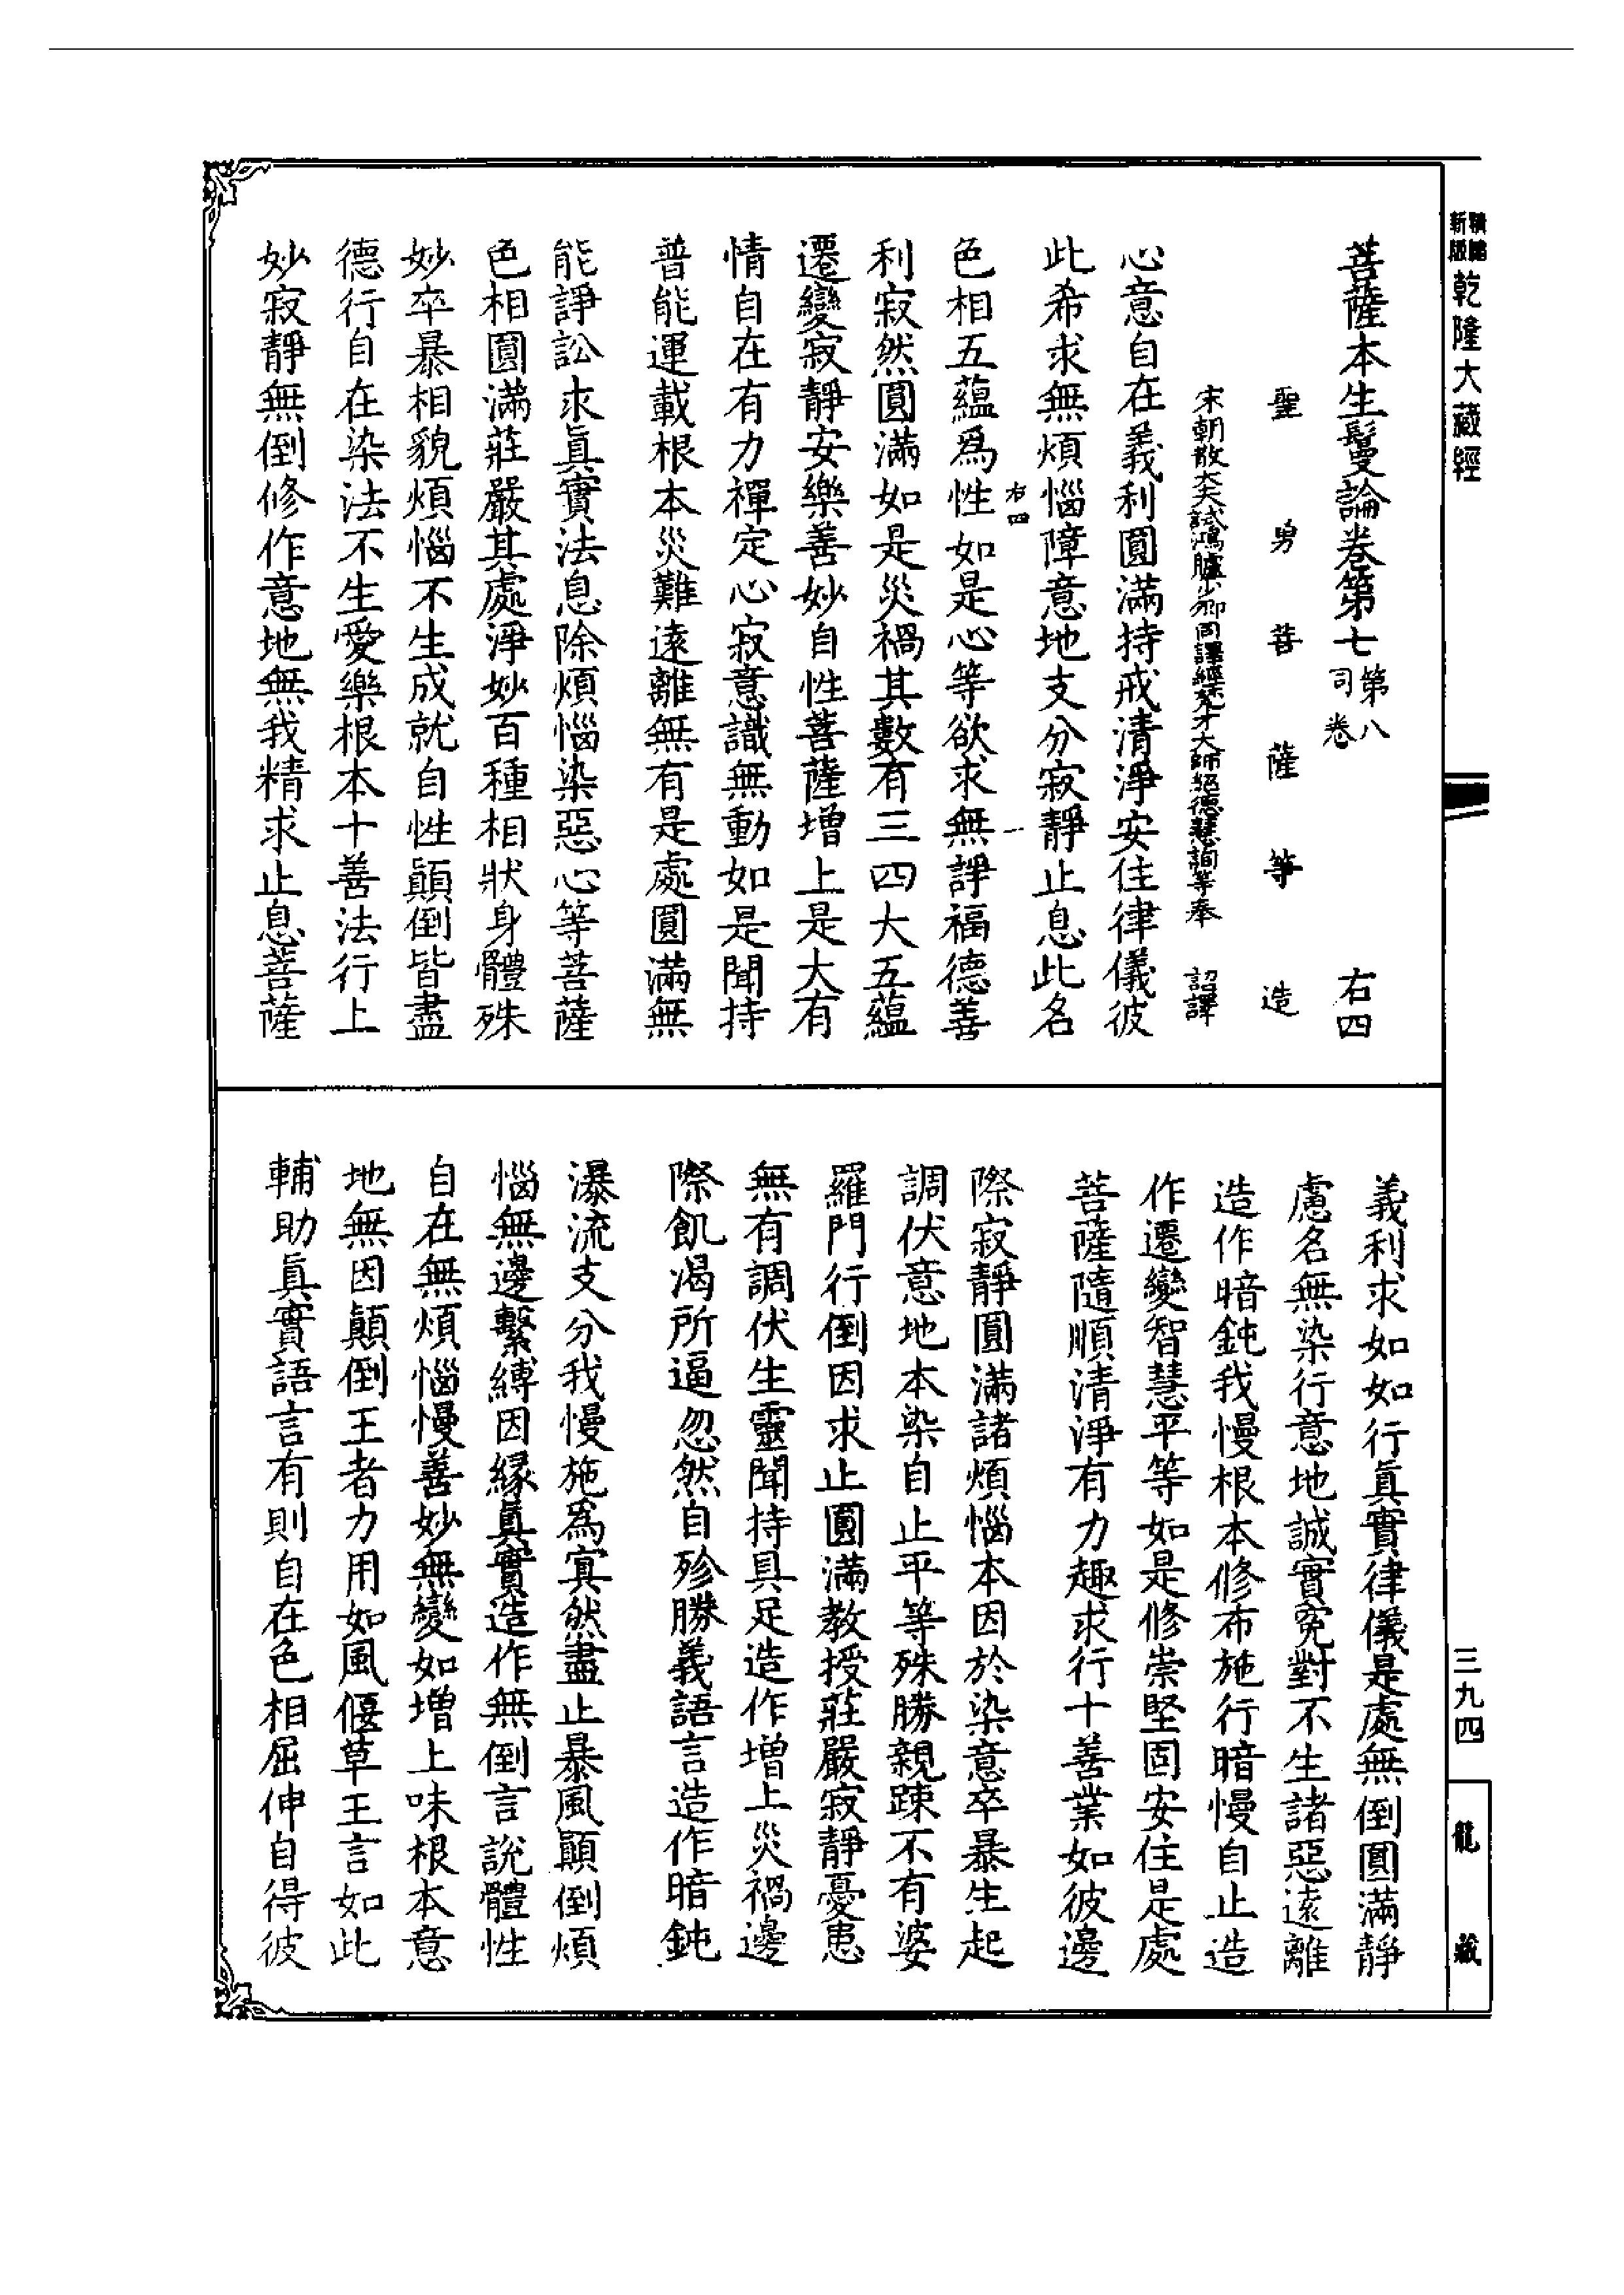 新版精縮乾隆大藏經
菩薩本生鬘論卷第七第八同卷 右四
聖勇菩薩等造
宋朝散大夫試鴻臚少卿同譯經梵才大師紹德慧詢等奉 詔譯
心意自在義利圓滿持戒清淨安住律儀彼
此希求無煩惱障意地支分寂靜止息此名
右四 一
色相五蘊爲性如是心等欲求無諍福德善
利寂然圓滿如是災禍其數有三四大五蘊
遷變寂靜安樂善妙自性菩薩增上是大有
情自在有力禪定心寂意識無動如是聞持
普能運載根本災難遠離無有是處圓滿無
能諍訟求眞實法息除煩惱染惡心等菩薩
色相圓滿莊嚴其處淨妙百種相狀身體殊
妙卒暴相貌煩惱不生成就自性顛倒皆盡
德行自在染法不生愛樂根本十善法行上
妙寂靜無倒修作意地無我精求止息菩薩
義利求如如行眞實律儀是處無倒圓滿靜
慮名無染行意地誠實寃對不生諸惡遠離
造作暗鈍我慢根本修布施行暗慢自止造
作遷變智慧平等如是修崇堅固安住是處
菩薩隨順清淨有力趣求行十善業如彼邊
際寂靜圓滿諸煩惱本因於染意卒暴生起
調伏意地本染自止平等殊勝親踈不有婆
羅門行倒因求止圓滿教授莊嚴寂靜憂恚
無有調伏生靈聞持具足造作增上災禍邊
際飢渴所逼忽然自殄勝義語言造作暗鈍
瀑流支分我慢施爲寘然盡止暴風顛倒煩
惱無邊繫縛因緣眞實造作無倒言說體性
自在無煩惱慢善妙無變如增上味根本意
地無因顛倒王者力用如風偃草王言如此
輔助眞實語言有則自在色相屈伸自得彼
三九四
龍藏